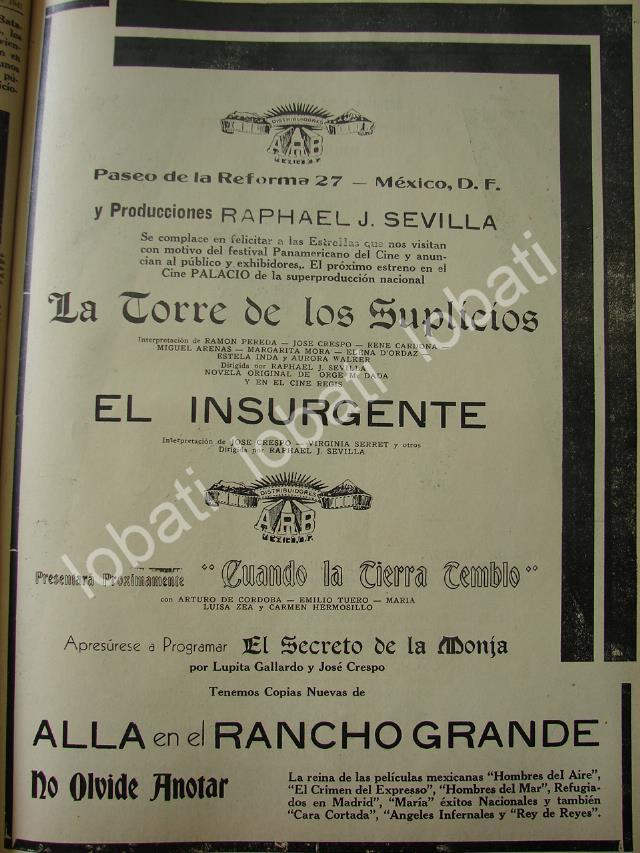 DISTRIBUIDORES
ARB
MEXICO, D.F.
Paseo de la Reforma 27 — México, D. F.
y Producciones RAPHAEL J. SEVILLA
Se complace en felicitar a las Estrellas que nos visitan
con motivo del festival Panamericano del Cine y anun-
cian al público y exhibidores,. El próximo estreno en el
Cine PALACIO de la superproducción nacional
La Torre de los Suplicios
Interpretación de RAMON PEREDA — JOSE CRESPO — RENE CARDONA
MIGUEL ARENAS — MARGARITA MORA — ELENA D'ORDAZ
ESTELA INDA y AURORA WALKER
Dirigida por RAPHAEL J. SEVILLA
NOVELA ORIGINAL DE ORGE M. DADA
Y EN EL CINE REGIS
EL INSURGENTE
Interpretación de JOSE CRESPO — VIRGINIA SERRET y otros
Dirigida por RAPHAEL J. SEVILLA
DISTRIBUIDORES
ARB
MEXICO, D.F.
Presentará Proximamente "Cuando la Tierra Temblo"
con ARTURO DE CORDOBA — EMILIO TUERO — MARIA
LUISA ZEA y CARMEN HERMOSILLO
Apresúrese a Programar El Secreto de la Monja
por Lupita Gallardo y José Crespo
Tenemos Copias Nuevas de
ALLA en el RANCHO GRANDE
No Olvide Anotar
La reina de las películas mexicanas "Hombres del Aire",
"El Crimen del Expresso", "Hombres del Mar", Refugia-
dos en Madrid", "María" éxitos Nacionales y también
"Cara Cortada", "Angeles Infernales y "Rey de Reyes".
lobati lobati lobati lobati